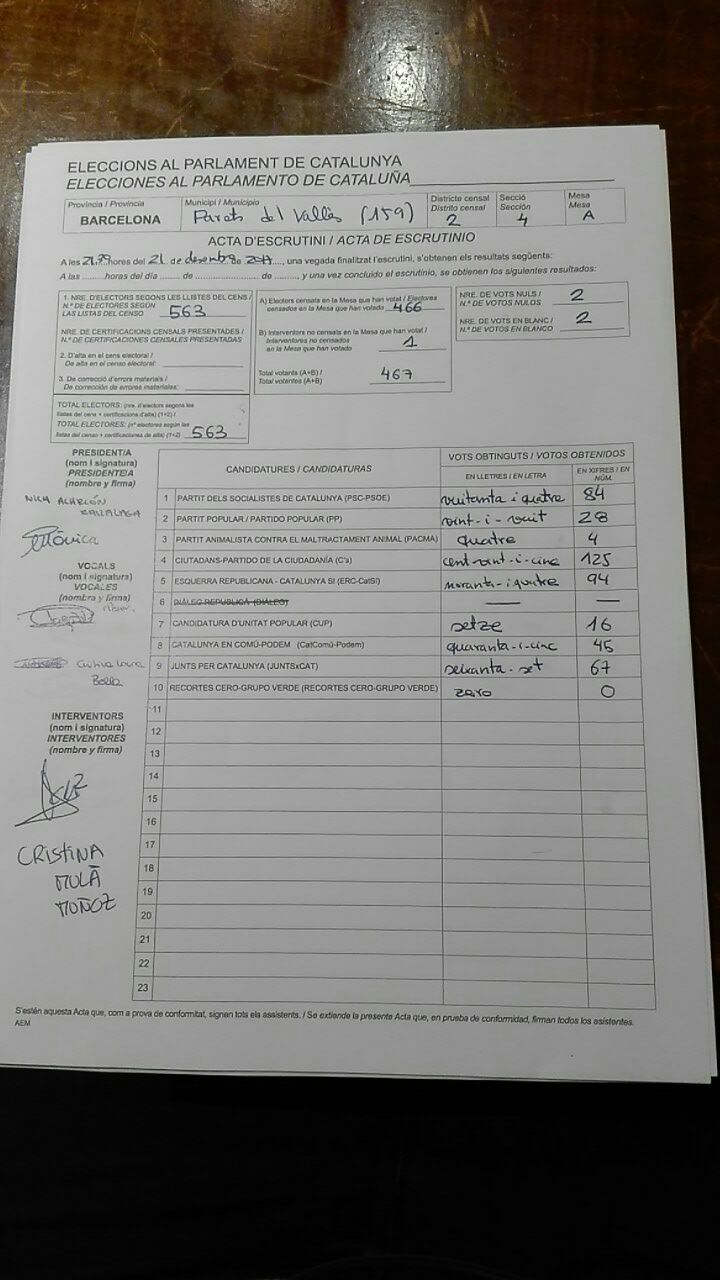 ELECCIONS AL PARLAMENT DE CATALUNYA
ELECCIONES AL PARLAMENTO DE CATALUÑA
Província / Provincia
BARCELONA
Municipi / Municipio
Parets del Vallès (159)
Districte censal
Distrito censal
2
Secció
Sección
4
Mesa
Mesa
A
ACTA D'ESCRUTINI / ACTA DE ESCRUTINIO
A les hores del 21 de desembre de 2017, una vegada finalitzat l'escrutini, s'obtenen els resultats següents:
A las ........horas del día ....... de ........................ de ....., y una vez concluido el escrutinio, se obtienen los siguientes resultados:
1. NRE. D'ELECTORS SEGONS LES LLISTES DEL CENS /
N.º DE ELECTORES SEGÚN
LAS LISTAS DEL CENSO 563
NRE. DE CERTIFICACIONS CENSALS PRESENTADES /
N.º DE CERTIFICACIONES CENSALES PRESENTADAS
2. D'alta en el cens electoral /
De alta en el censo electoral:
3. De correcció d'errors materials /
De corrección de errores materiales:
TOTAL ELECTORS: (nre. d'electors segons les
llistes del cens + certificacions d'alta) (1+2) /
TOTAL ELECTORES: (nº electores según las
listas del censo + certificaciones de alta) (1+2) 563
A) Electors censats en la Mesa que han votat / Electores
censados en la Mesa que han votado 466
B) Interventors no censats en la Mesa que han votat /
Interventores no censados
en la Mesa que han votado 1
Total votants (A+B) /
Total votantes (A+B) 467
NRE. DE VOTS NULS /
N.º DE VOTOS NULOS 2
NRE. DE VOTS EN BLANC /
N.º DE VOTOS EN BLANCO 2
PRESIDENT/A
(nom i signatura)
PRESIDENTE/A
(nombre y firma)
VOCALS
(nom i signatura)
VOCALES
(nombre y firma)
INTERVENTORS
(nom i signatura)
INTERVENTORES
(nombre y firma)
CRISTINA
MULÀ
MUÑOZ
CANDIDATURES / CANDIDATURAS
VOTS OBTINGUTS / VOTOS OBTENIDOS
EN LLETRES / EN LETRA
EN XIFRES / EN NÚM.
1 PARTIT DELS SOCIALISTES DE CATALUNYA (PSC-PSOE) vuitanta i quatre 84
2 PARTIT POPULAR / PARTIDO POPULAR (PP) vint-i-vuit 28
3 PARTIT ANIMALISTA CONTRA EL MALTRACTAMENT ANIMAL (PACMA) quatre 4
4 CIUTADANS-PARTIDO DE LA CIUDADANÍA (C's) cent-vint-i-cinc 125
5 ESQUERRA REPUBLICANA - CATALUNYA SÍ (ERC-CatSí) noranta-i quatre 94
6 DIÀLEG REPUBLICÀ (DIÀLEG) — —
7 CANDIDATURA D'UNITAT POPULAR (CUP) setze 16
8 CATALUNYA EN COMÚ-PODEM (CatComú-Podem) quaranta-i-cinc 45
9 JUNTS PER CATALUNYA (JUNTSxCAT) seixanta-set 67
10 RECORTES CERO-GRUPO VERDE (RECORTES CERO-GRUPO VERDE) zero 0
11
12
13
14
15
16
17
18
19
20
21
22
23
S'estén aquesta Acta que, com a prova de conformitat, signen tots els assistents. / Se extiende la presente Acta que, en prueba de conformidad, firman todos los asistentes.
AEM